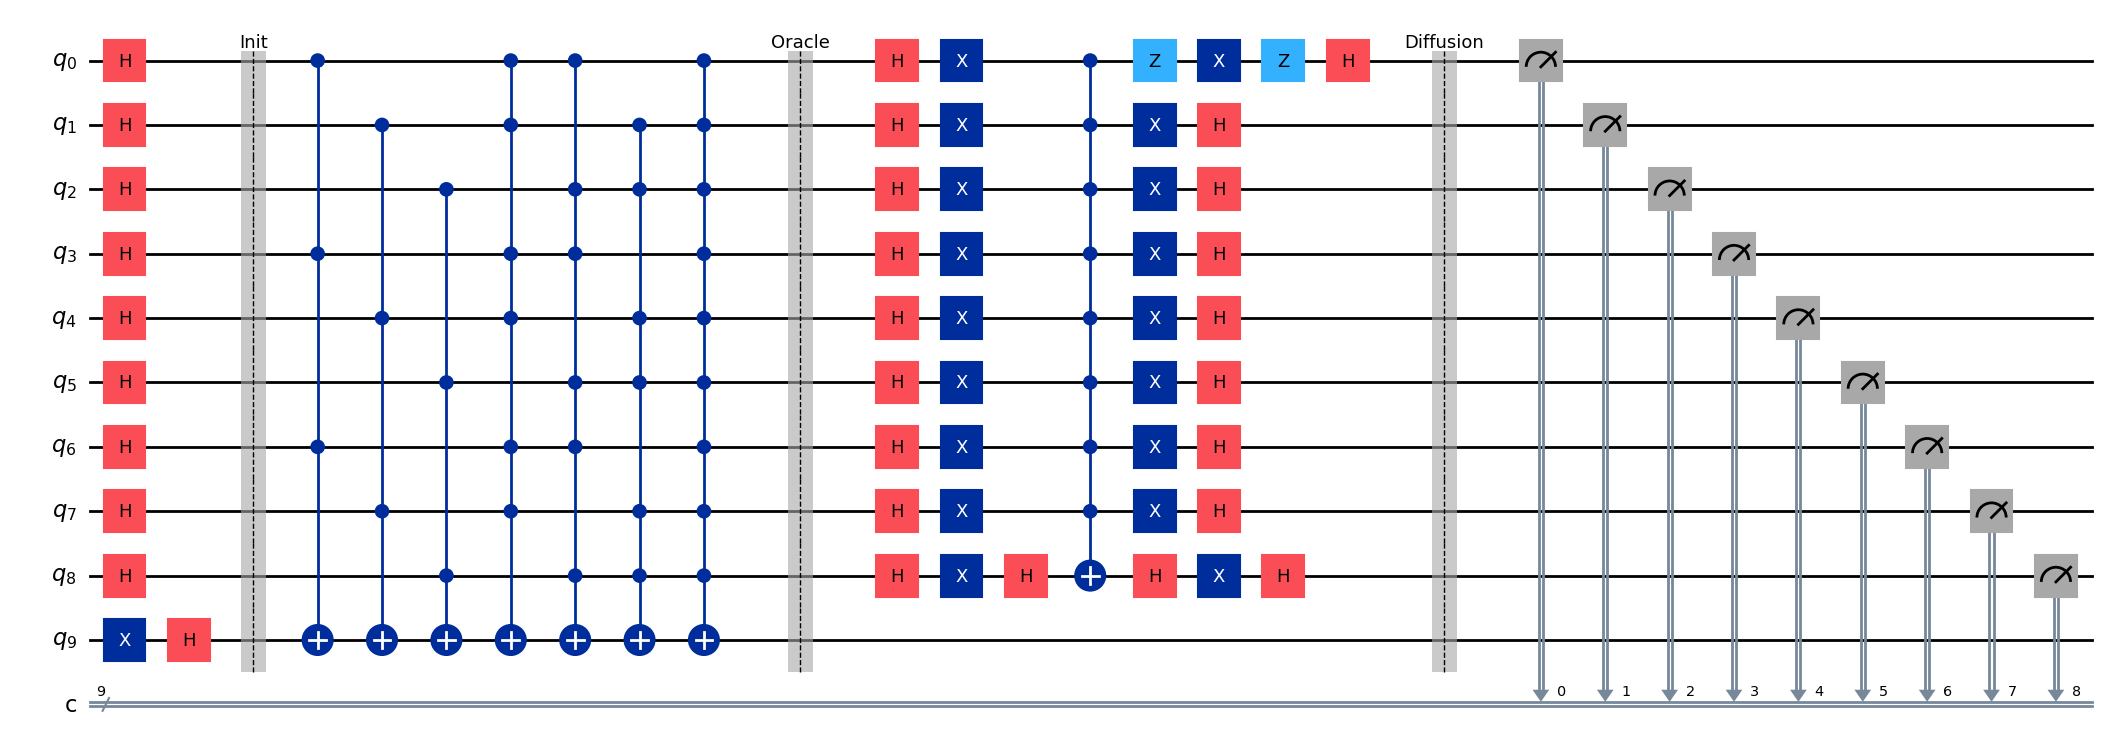 Init Oracle Diffusion
q0 H H X Z X Z H
q1 H H X X H
q2 H H X X H
q3 H H X X H
q4 H H X X H
q5 H H X X H
q6 H H X X H
q7 H H X X H
q8 H H X H H X H
q9 X H
9 0 1 2 3 4 5 6 7 8
c